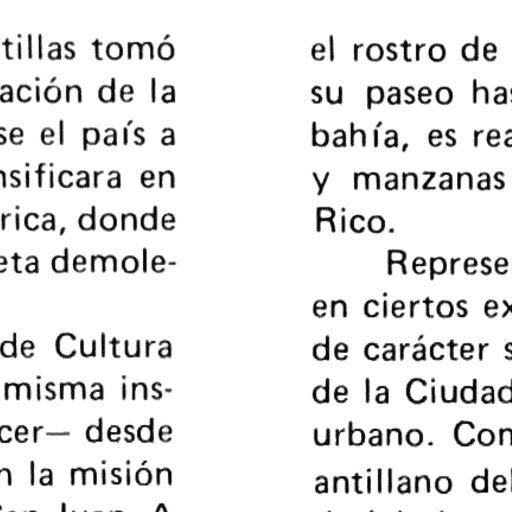 tillas tomó
ación de la
se el país a
nsificara en
rica, donde
eta demole-
de Cultura
misma ins-
cer— desde
n la misión
Juan. A
el rostro de
su paseo has
bahía, es rea
y manzanas
Rico.
Represe
en ciertos ex
de carácter s
de la Ciudad
urbano. Con
antillano del